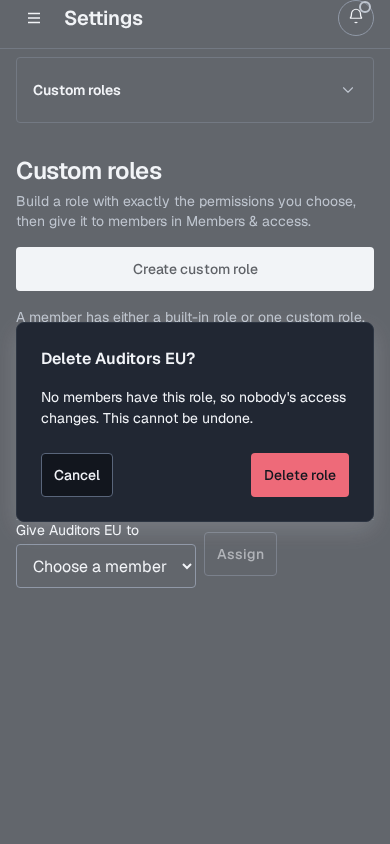 Settings
Custom roles
Custom roles
Build a role with exactly the permissions you choose,
then give it to members in Members & access.
Create custom role
A member has either a built-in role or one custom role.
Delete Auditors EU?
No members have this role, so nobody's access
changes. This cannot be undone.
Cancel
Delete role
Give Auditors EU to
Choose a member
Assign